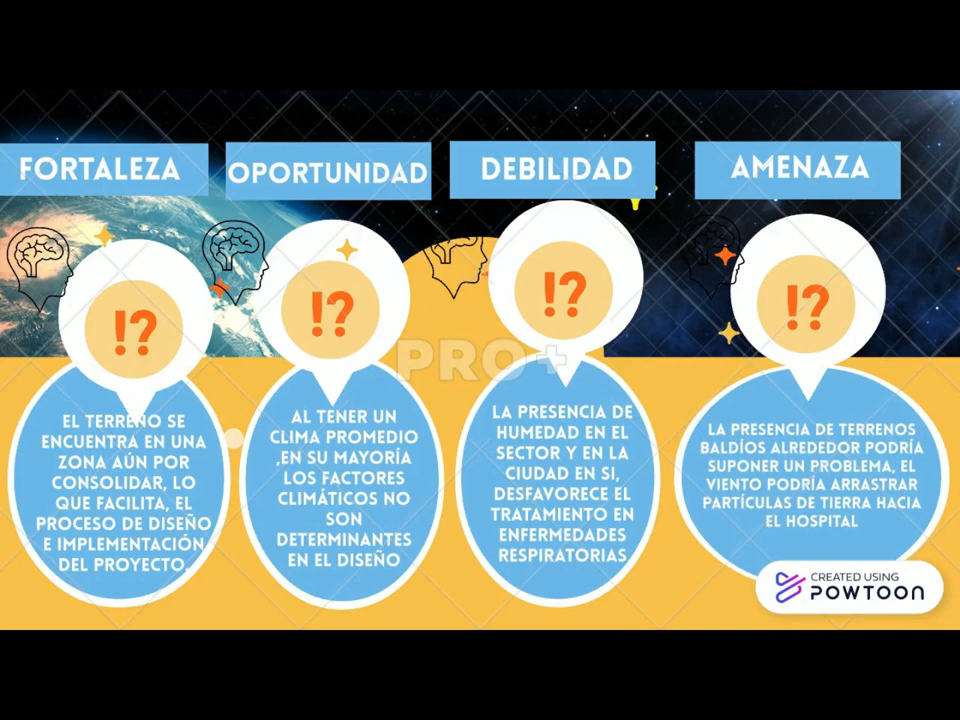 FORTALEZA
OPORTUNIDAD
DEBILIDAD
AMENAZA
!?
!?
!?
!?
PRO+
EL TERRENO SE
ENCUENTRA EN UNA
ZONA AÚN POR
CONSOLIDAR, LO
QUE FACILITA, EL
PROCESO DE DISEÑO
E IMPLEMENTACIÓN
DEL PROYECTO.
AL TENER UN
CLIMA PROMEDIO
,EN SU MAYORÍA
LOS FACTORES
CLIMÁTICOS NO
SON
DETERMINANTES
EN EL DISEÑO
LA PRESENCIA DE
HUMEDAD EN EL
SECTOR Y EN LA
CIUDAD EN SI,
DESFAVORECE EL
TRATAMIENTO EN
ENFERMEDADES
RESPIRATORIAS
LA PRESENCIA DE TERRENOS
BALDÍOS ALREDEDOR PODRÍA
SUPONER UN PROBLEMA, EL
VIENTO PODRÍA ARRASTRAR
PARTÍCULAS DE TIERRA HACIA
EL HOSPITAL
CREATED USING
POWTOON